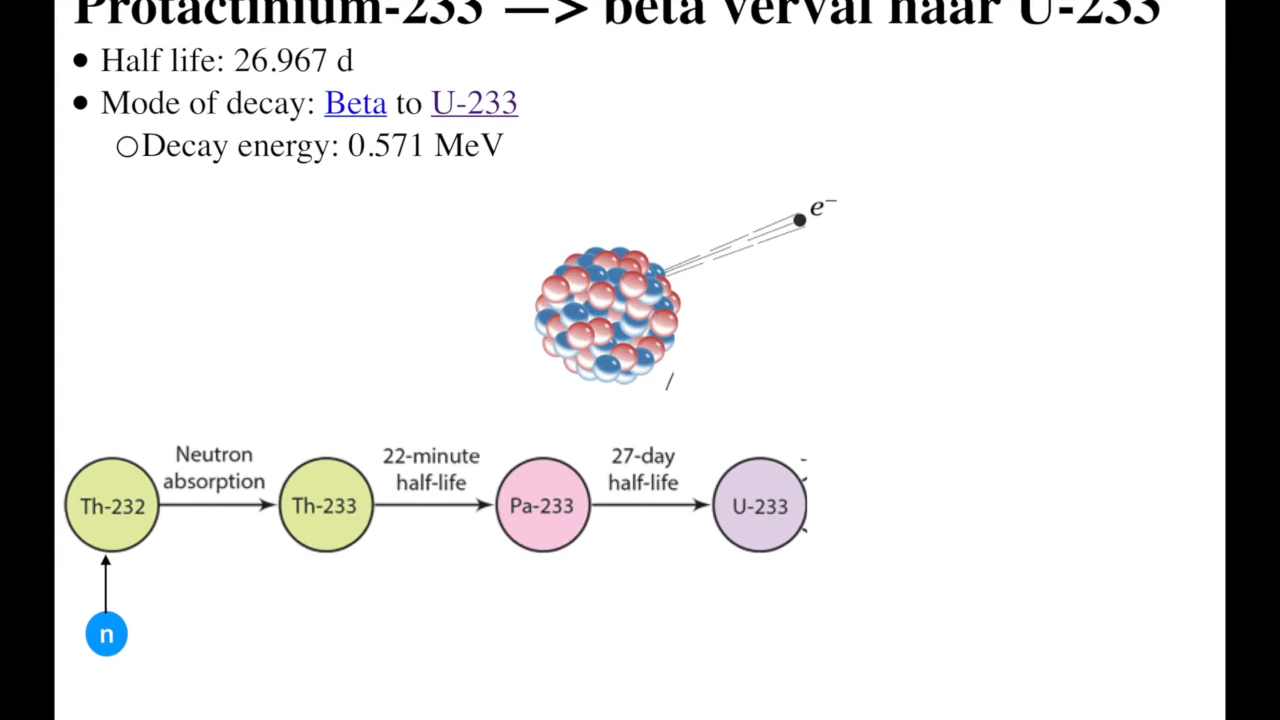 Protactinium-233 —> beta verval naar U-233
● Half life: 26.967 d
● Mode of decay: Beta to U-233
○Decay energy: 0.571 MeV
e−
Neutron absorption
22-minute half-life
27-day half-life
Th-232
Th-233
Pa-233
U-233
n